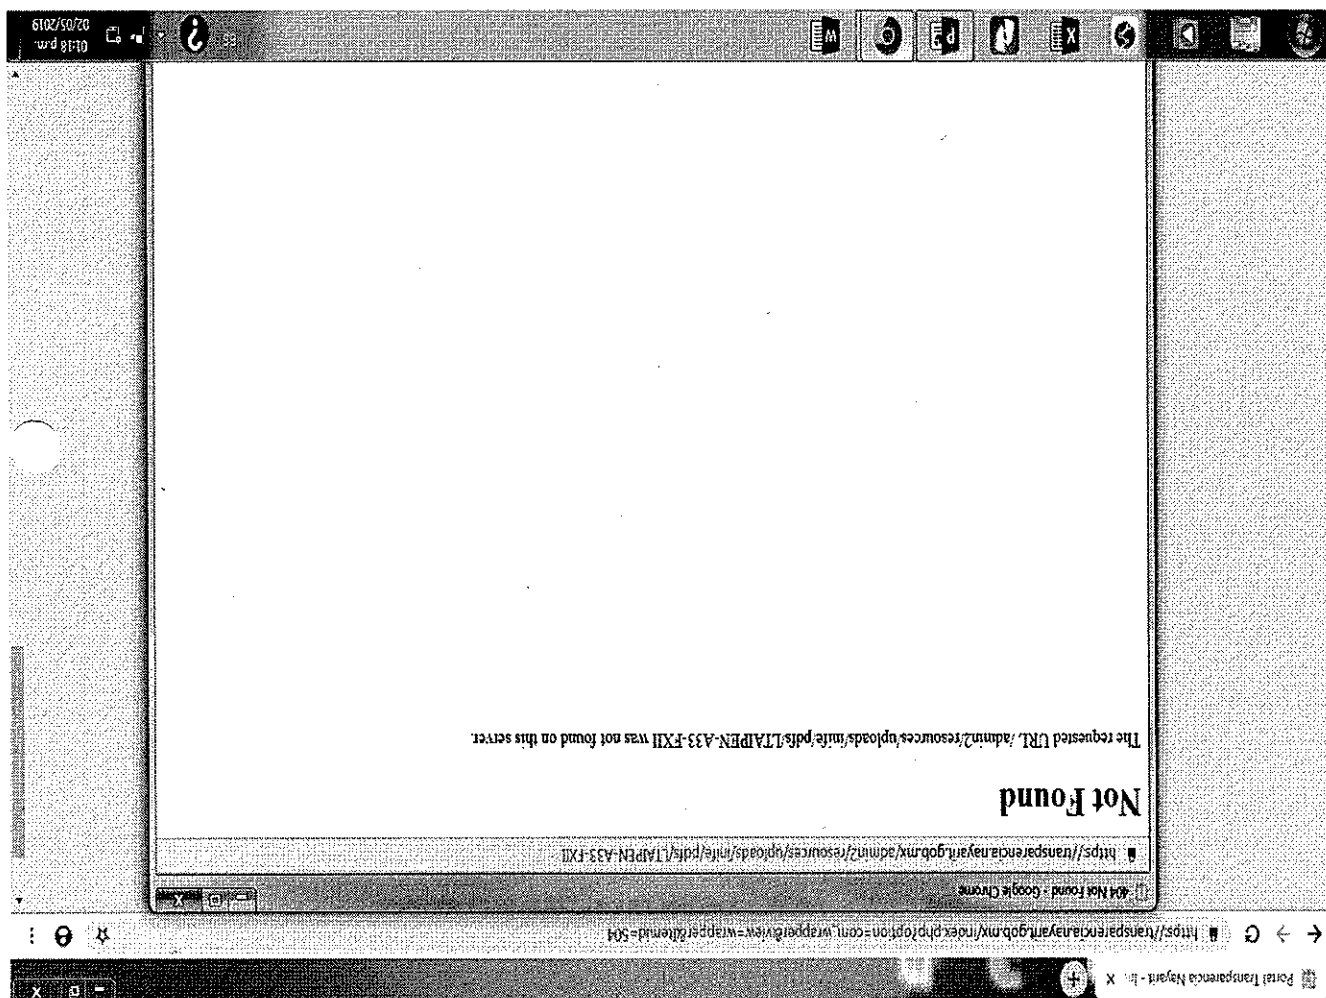 Portal Transparencia Nayarit - In
https://transparencia.nayarit.gob.mx/index.php?option=com_wrapper&view=wrapper&Itemid=504
404 Not Found - Google Chrome
https://transparencia.nayarit.gob.mx/admin2/resources/uploads/inife/pdfs/LTAIPEN-A33-FXII
Not Found
The requested URL /admin2/resources/uploads/inife/pdfs/LTAIPEN-A33-FXII was not found on this server.
ES
01:18 p.m.
02/05/2019